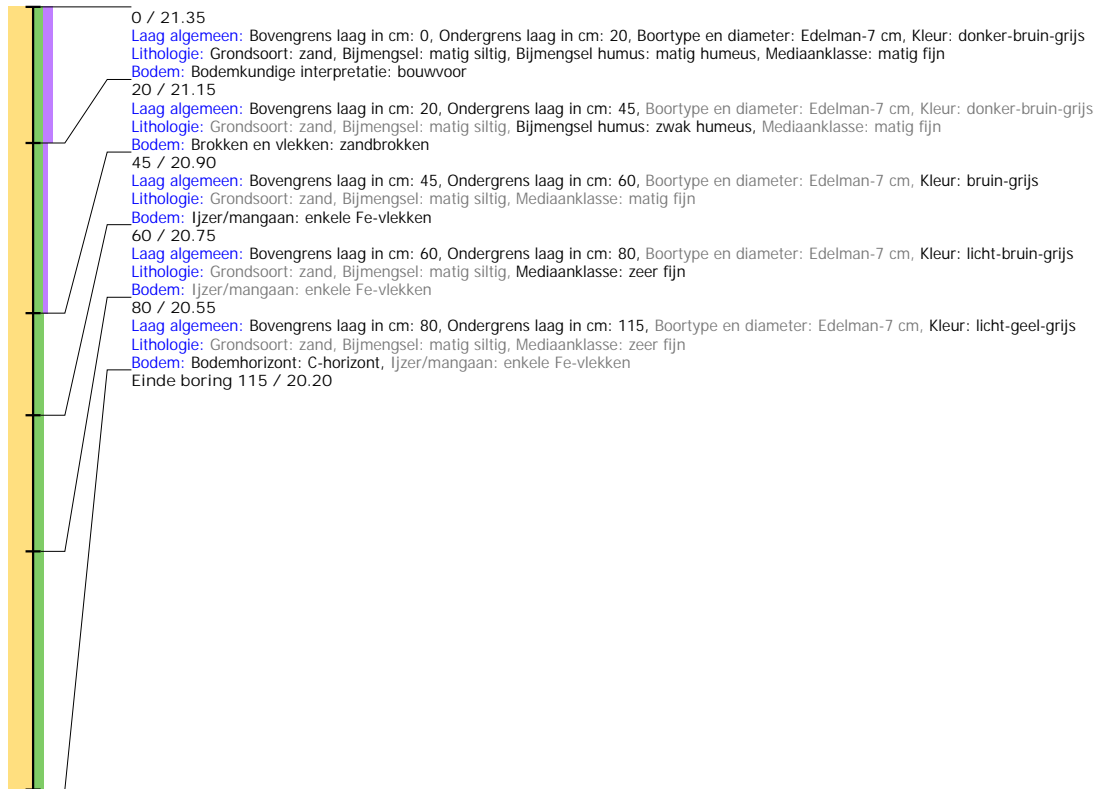 0 / 21.35
Laag algemeen: Bovengrens laag in cm: 0, Ondergrens laag in cm: 20, Boortype en diameter: Edelman-7 cm, Kleur: donker-bruin-grijs
Lithologie: Grondsoort: zand, Bijmengsel: matig siltig, Bijmengsel humus: matig humeus, Mediaanklasse: matig fijn
Bodem: Bodemkundige interpretatie: bouwvoor
20 / 21.15
Laag algemeen: Bovengrens laag in cm: 20, Ondergrens laag in cm: 45, Boortype en diameter: Edelman-7 cm, Kleur: donker-bruin-grijs
Lithologie: Grondsoort: zand, Bijmengsel: matig siltig, Bijmengsel humus: zwak humeus, Mediaanklasse: matig fijn
Bodem: Brokken en vlekken: zandbrokken
45 / 20.90
Laag algemeen: Bovengrens laag in cm: 45, Ondergrens laag in cm: 60, Boortype en diameter: Edelman-7 cm, Kleur: bruin-grijs
Lithologie: Grondsoort: zand, Bijmengsel: matig siltig, Mediaanklasse: matig fijn
Bodem: Ijzer/mangaan: enkele Fe-vlekken
60 / 20.75
Laag algemeen: Bovengrens laag in cm: 60, Ondergrens laag in cm: 80, Boortype en diameter: Edelman-7 cm, Kleur: licht-bruin-grijs
Lithologie: Grondsoort: zand, Bijmengsel: matig siltig, Mediaanklasse: zeer fijn
Bodem: Ijzer/mangaan: enkele Fe-vlekken
80 / 20.55
Laag algemeen: Bovengrens laag in cm: 80, Ondergrens laag in cm: 115, Boortype en diameter: Edelman-7 cm, Kleur: licht-geel-grijs
Lithologie: Grondsoort: zand, Bijmengsel: matig siltig, Mediaanklasse: zeer fijn
Bodem: Bodemhorizont: C-horizont, Ijzer/mangaan: enkele Fe-vlekken
Einde boring 115 / 20.20